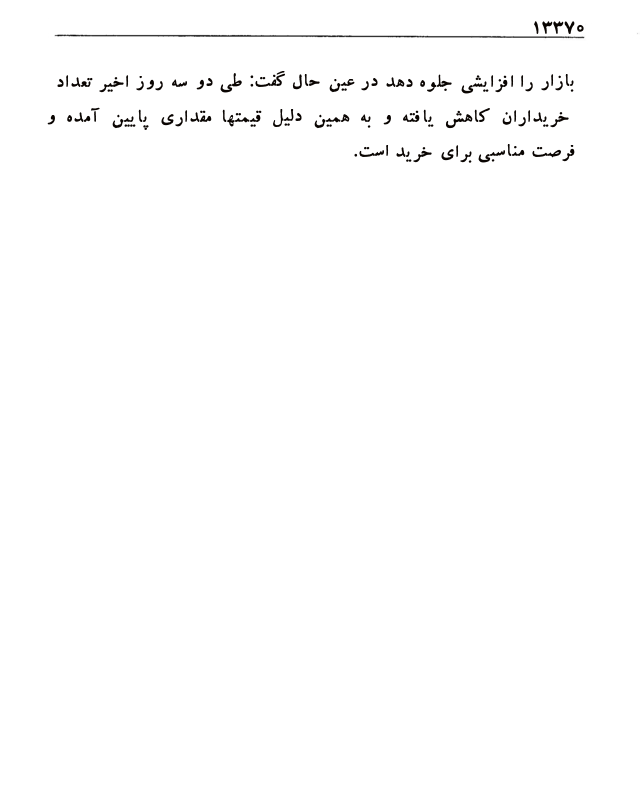 ۱۳۳۷۰
بازار را افزایشی جلوه دهد در عین حال گفت: طی دو سه روز اخیر تعداد
خریداران کاهش یافته و به همین دلیل قیمتها مقداری پایین آمده و
فرصت مناسبی برای خرید است.